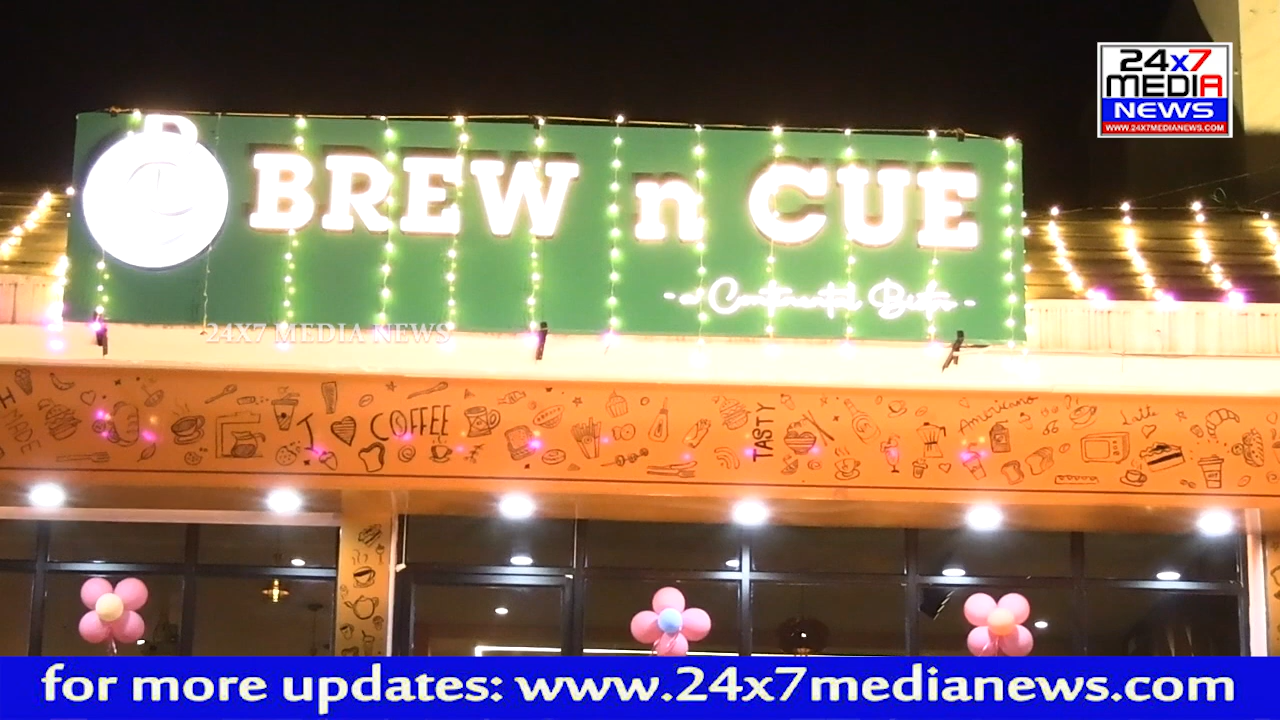 24x7
MEDIA
NEWS
WWW.24X7MEDIANEWS.COM
BREW n CUE
- a Continental Bistro -
24X7 MEDIA NEWS
COFFEE
TASTY
Americano
Latte
for more updates: www.24x7medianews.com